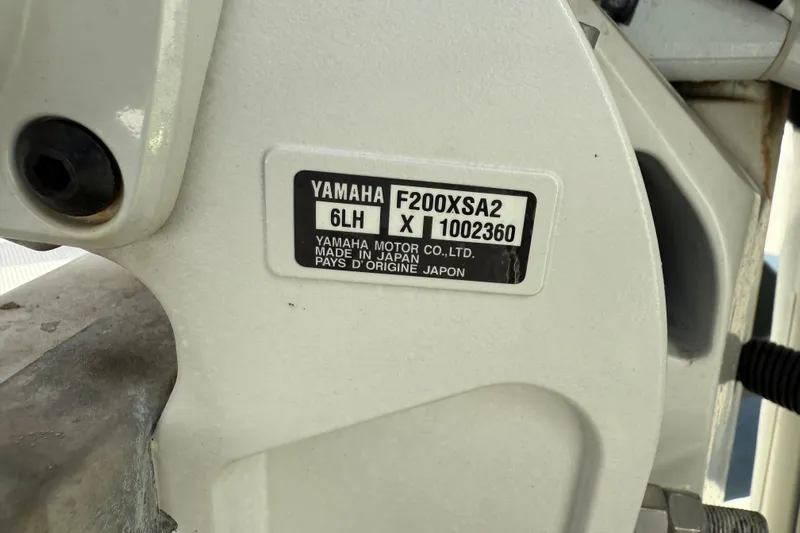 YAMAHA F200XSA2
6LH X 1002360
YAMAHA MOTOR CO.,LTD.
MADE IN JAPAN
PAYS D'ORIGINE JAPON